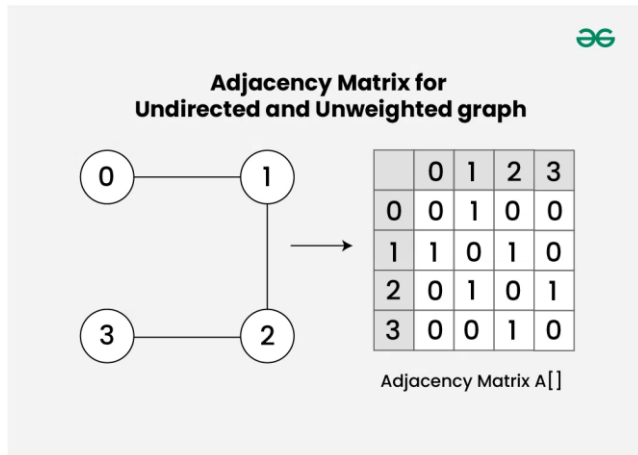 Adjacency Matrix for
Undirected and Unweighted graph
0 1
3 2
0 1 2 3
0 0 1 0 0
1 1 0 1 0
2 0 1 0 1
3 0 0 1 0
Adjacency Matrix A[]